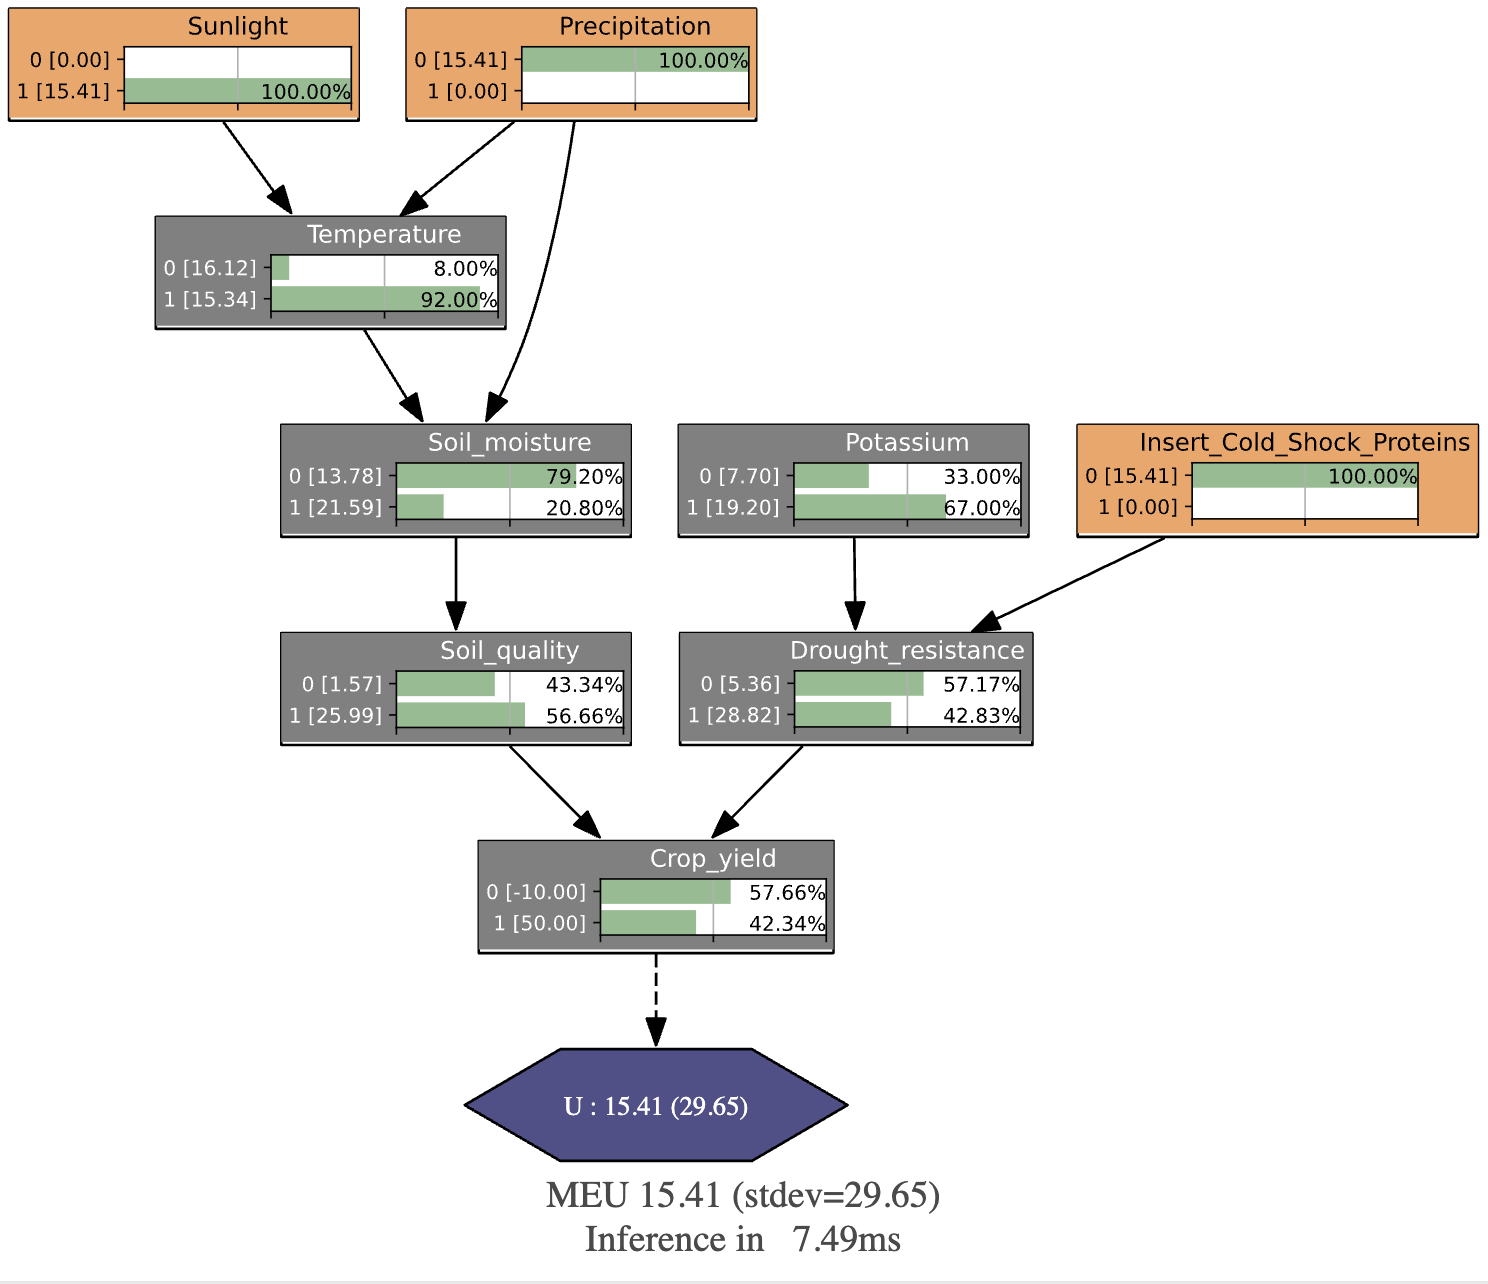 Sunlight
0 [0.00]
1 [15.41] 100.00%
Precipitation
0 [15.41] 100.00%
1 [0.00]
Temperature
0 [16.12] 8.00%
1 [15.34] 92.00%
Soil_moisture
0 [13.78] 79.20%
1 [21.59] 20.80%
Potassium
0 [7.70] 33.00%
1 [19.20] 67.00%
Insert_Cold_Shock_Proteins
0 [15.41] 100.00%
1 [0.00]
Soil_quality
0 [1.57] 43.34%
1 [25.99] 56.66%
Drought_resistance
0 [5.36] 57.17%
1 [28.82] 42.83%
Crop_yield
0 [-10.00] 57.66%
1 [50.00] 42.34%
U : 15.41 (29.65)
MEU 15.41 (stdev=29.65)
Inference in 7.49ms